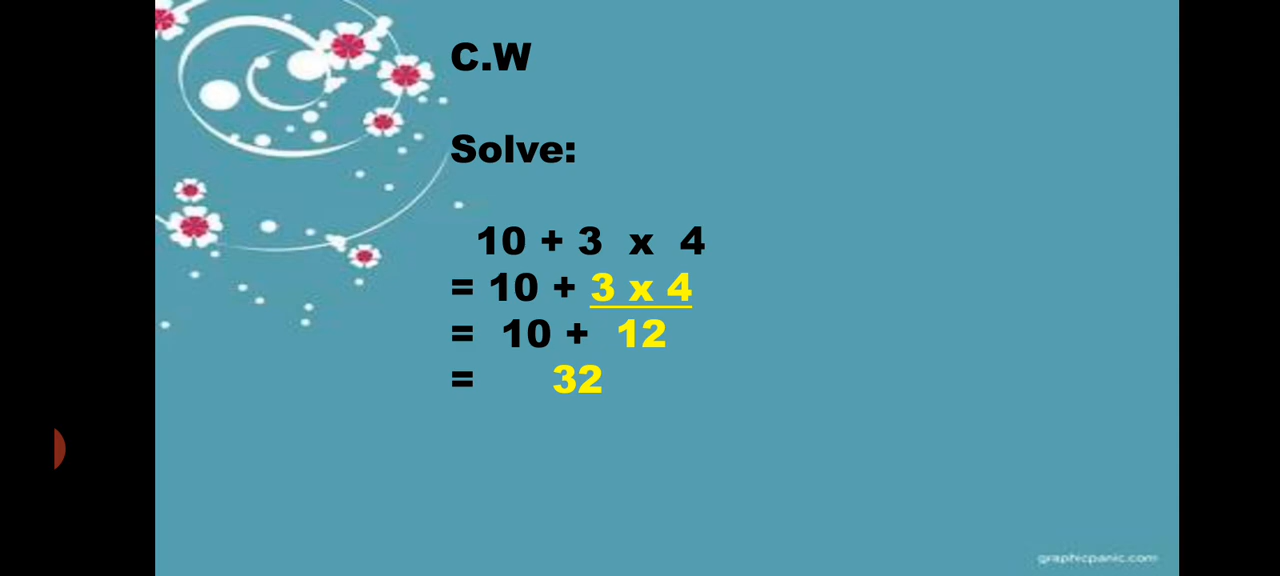 C.W
Solve:
10 + 3 x 4
= 10 + 3 x 4
= 10 + 12
= 32
graphicpanic.com